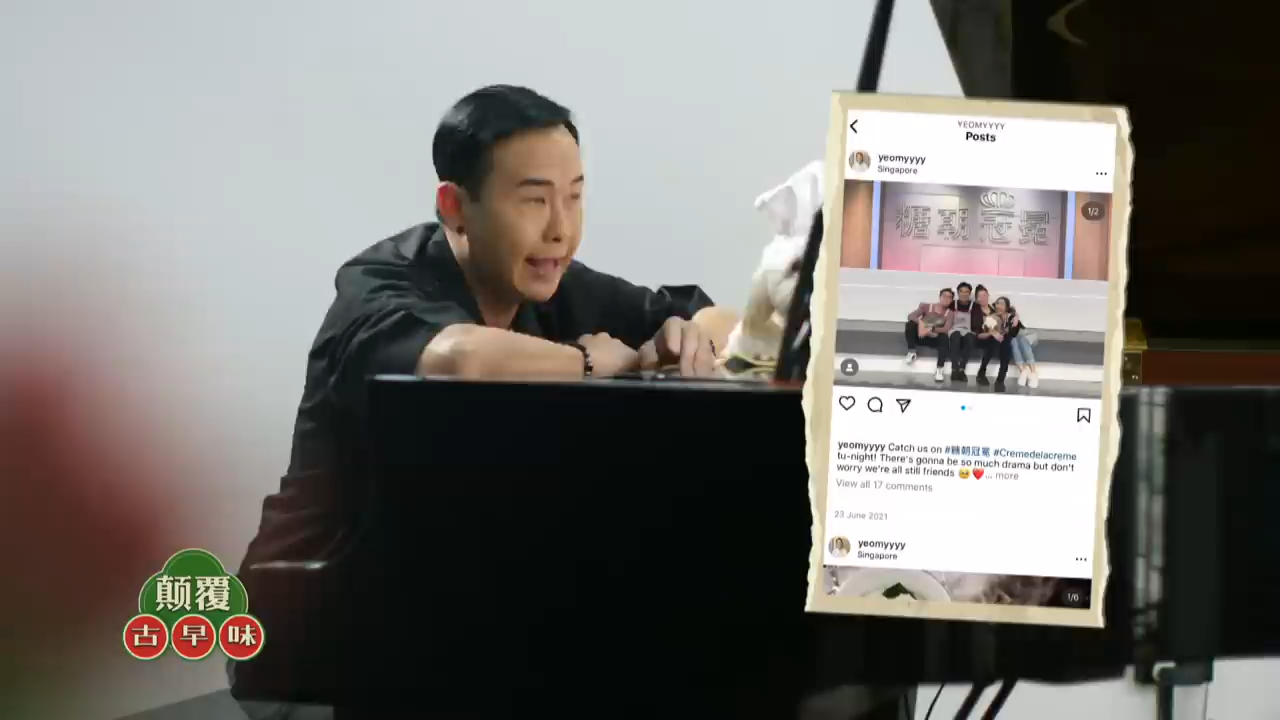 YEOMYYYY
Posts
yeomyyyy
Singapore
1/2
糖朝冠冕
yeomyyyy Catch us on #糖朝冠冕 #Cremedelacreme
tu-night! There's gonna be so much drama but don't
worry we're all still friends 🥹❤️... more
View all 17 comments
23 June 2021
yeomyyyy
Singapore
1/6
颠覆
古早味